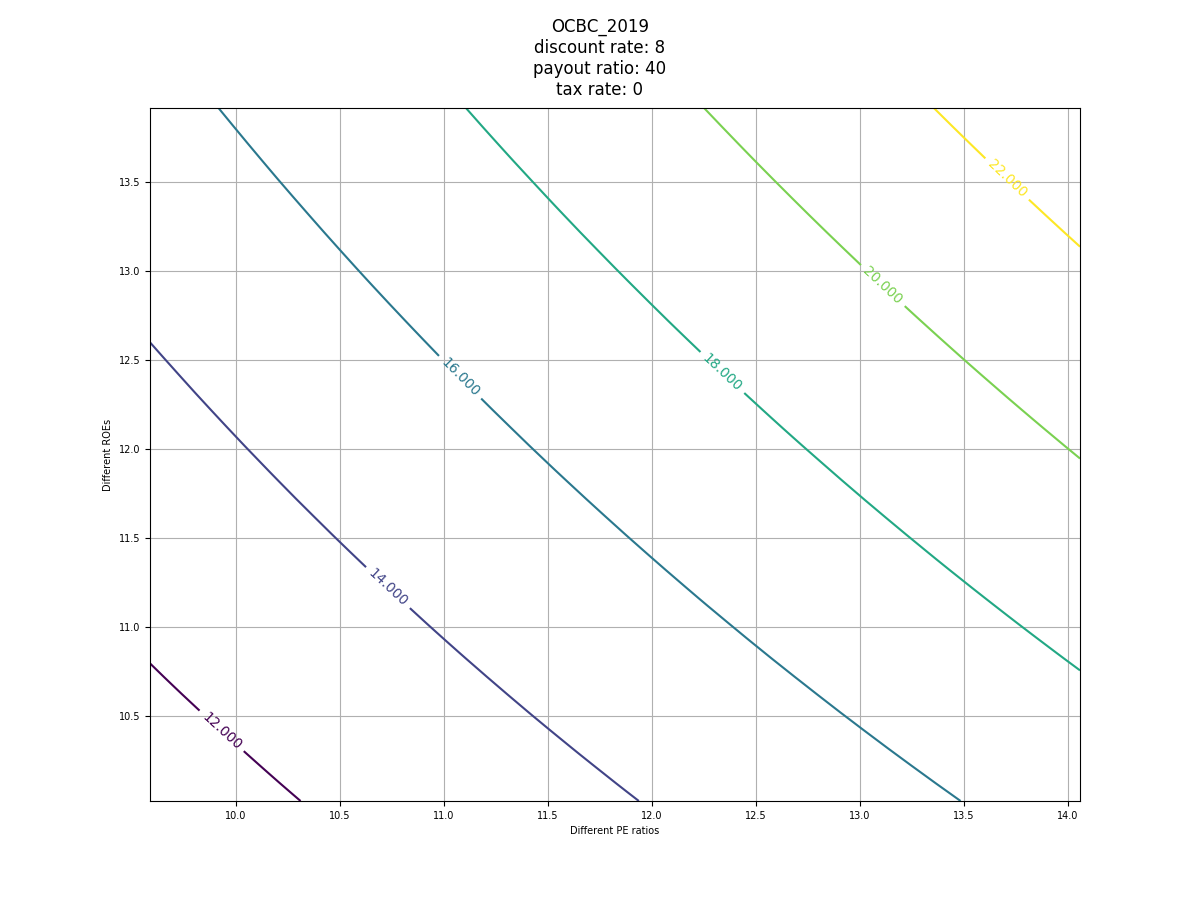 OCBC_2019
discount rate: 8
payout ratio: 40
tax rate: 0
22.000
13.5
20.000
13.0
12.5
16.000
18.000
12.0
Different ROEs
11.5
14.000
11.0
10.5
12.000
10.0 10.5 11.0 11.5 12.0 12.5 13.0 13.5 14.0
Different PE ratios